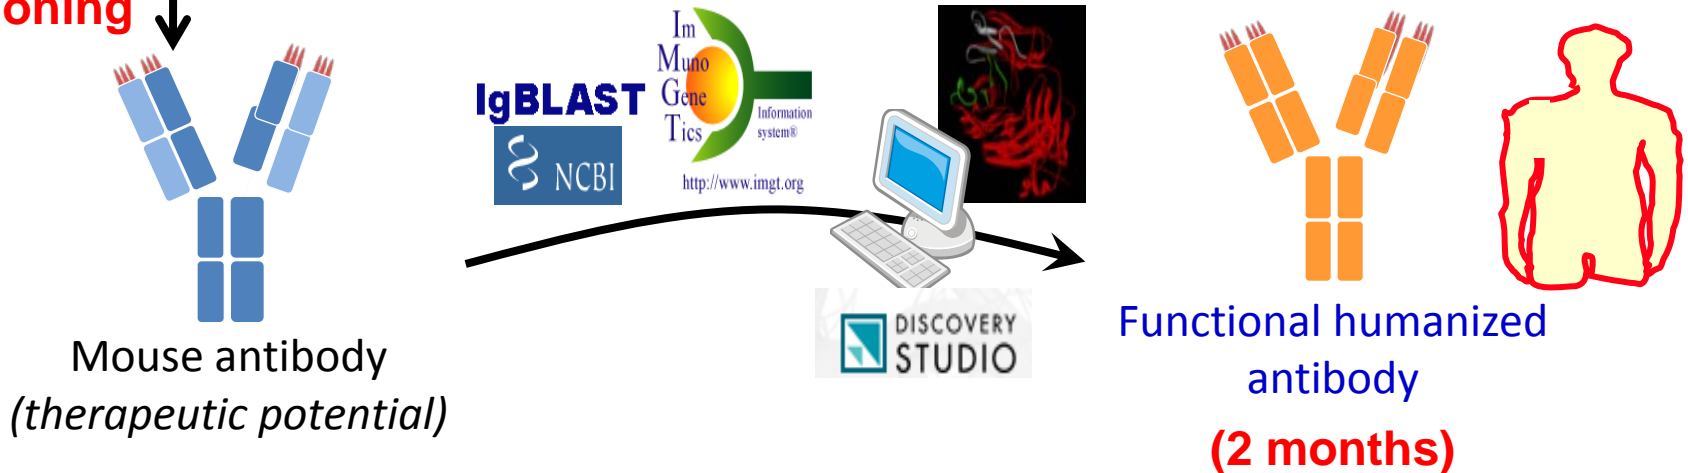 oning
IgBLAST
NCBI
Im
Muno
Gene
Tics
Information
system®
http://www.imgt.org
DISCOVERY
STUDIO
Mouse antibody
(therapeutic potential)
Functional humanized
antibody
(2 months)